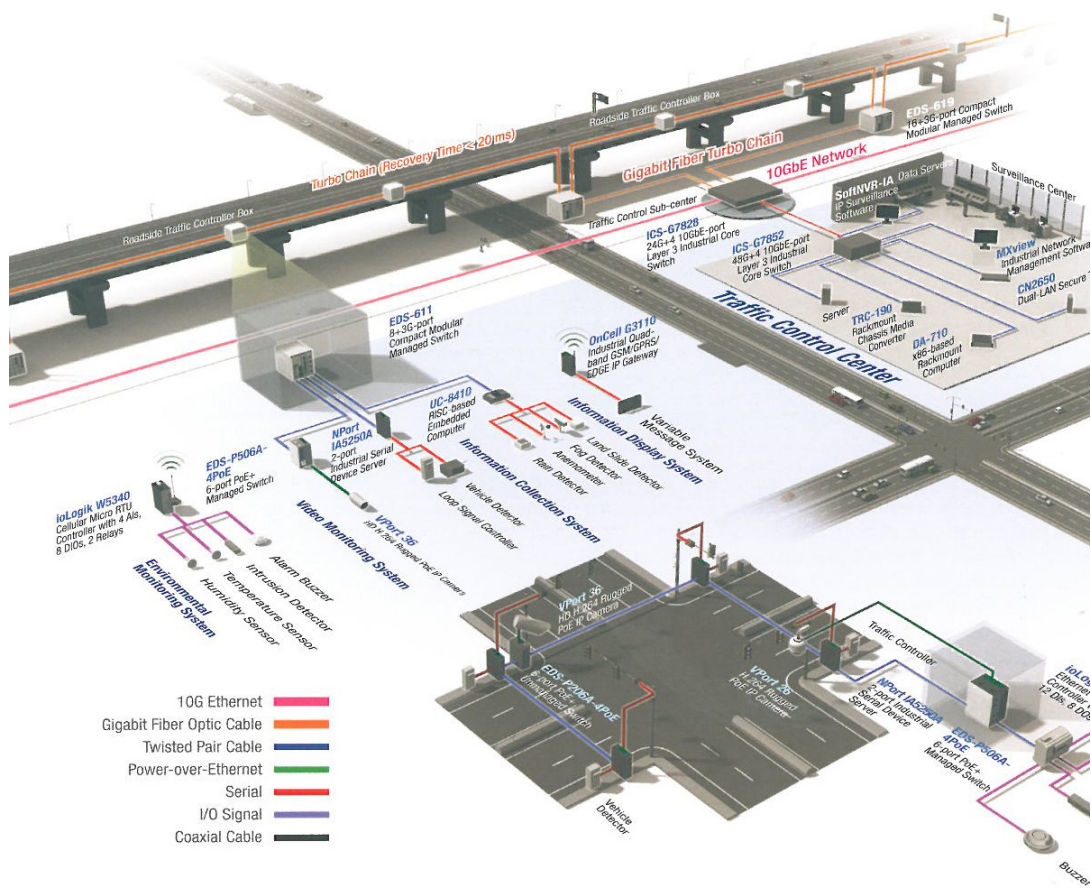 Roadside Traffic Controller Box
EDS-619
16+3G-port Compact
Modular Managed Switch
Turbo Chain (Recovery Time < 20 ms)
Gigabit Fiber Turbo Chain
10GbE Network
Roadside Traffic Controller Box
Traffic Control Sub-center
SoftNVR-IA
IP Surveillance
Software
Data Servers
Surveillance Center
ICS-G7828
24G+4 10GbE-port
Layer 3 Industrial Core
Switch
ICS-G7852
48G+4 10GbE-port
Layer 3 Industrial
Core Switch
MXview
Industrial Network
Management Softwa
CN2650
Dual-LAN Secure
Server
TRC-190
Rackmount
Chassis Media
Converter
DA-710
x86-based
Rackmount
Computer
Traffic Control Center
EDS-611
8+3G-port
Compact Modular
Managed Switch
OnCell G3110
Industrial Quad-
band GSM/GPRS/
EDGE IP Gateway
Variable
Message System
Information Display System
UC-8410
RISC-based
Embedded
Computer
Land Slide Detector
Fog Detector
Anemometer
Rain Detector
Information Collection System
NPort
IA5250A
2-port
Industrial Serial
Device Server
Vehicle Detector
Loop Signal Controller
EDS-P506A-
4PoE
6-port PoE+
Managed Switch
VPort 36
HD H.264 Rugged PoE IP Camera
Video Monitoring System
ioLogik W5340
Cellular Micro RTU
Controller with 4 AIs,
8 DIOs, 2 Relays
Alarm Buzzer
Intrusion Detector
Temperature Sensor
Humidity Sensor
Environmental
Monitoring System
VPort 36
HD H.264 Rugged
PoE IP Camera
EDS-P206A-4PoE
6-port PoE+
Unmanaged Switch
VPort 26
H.264 Rugged
PoE IP Camera
Traffic Controller
NPort IA5250A
2-port Industrial
Serial Device
Server
EDS-P506A-
4PoE
6-port PoE+
Managed Switch
ioLo
Ethern
Controller w
12 DIs, 8 DO
Vehicle
Detector
Buzzer
10G Ethernet
Gigabit Fiber Optic Cable
Twisted Pair Cable
Power-over-Ethernet
Serial
I/O Signal
Coaxial Cable